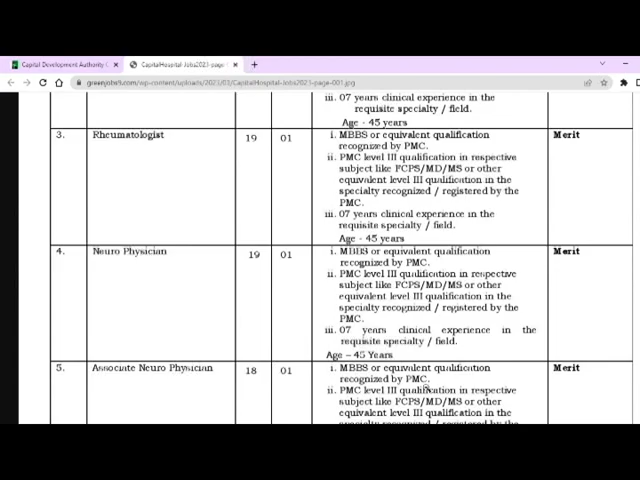 Capital Development Authority
CapitalHospital-Jobs2023-page-
greenjobs9.com/wp-content/uploads/2023/03/CapitalHospital-Jobs2023-page-001.jpg
iii. 07 years clinical experience in the
requisite specialty / field.
Age - 45 years
3. Rheumatologist 19 01 i. MBBS or equivalent qualification Merit
recognized by PMC.
ii. PMC level III qualification in respective
subject like FCPS/MD/MS or other
equivalent level III qualification in the
specialty recognized / registered by the
PMC.
iii. 07 years clinical experience in the
requisite specialty / field.
Age - 45 years
4. Neuro Physician 19 01 i. MBBS or equivalent qualification Merit
recognized by PMC.
ii. PMC level III qualification in respective
subject like FCPS/MD/MS or other
equivalent level III qualification in the
specialty recognized / registered by the
PMC.
iii. 07 years clinical experience in the
requisite specialty / field.
Age – 45 Years
5. Associate Neuro Physician 18 01 i. MBBS or equivalent qualification Merit
recognized by PMC.
ii. PMC level III qualification in respective
subject like FCPS/MD/MS or other
equivalent level III qualification in the
specialty recognized / registered by the